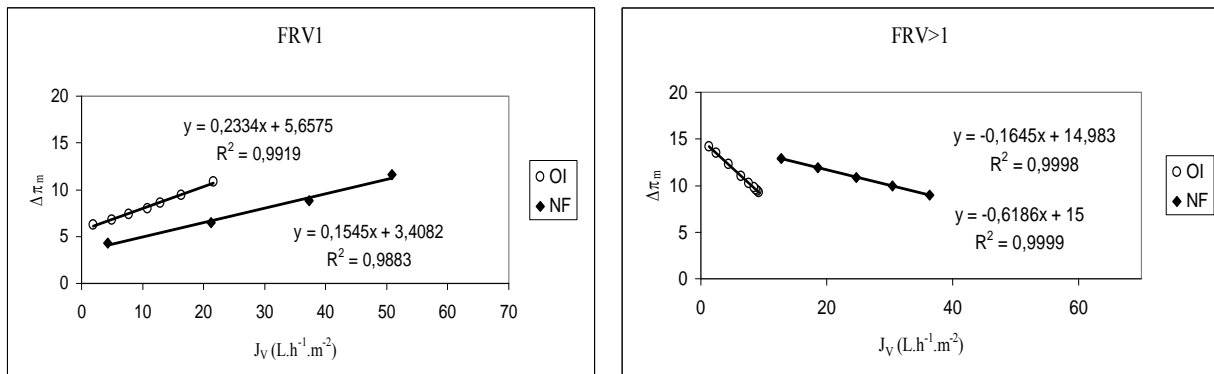 FRV1
20
15
10
5
0
Δπm
y = 0,2334x + 5,6575
R² = 0,9919
y = 0,1545x + 3,4082
R² = 0,9883
0 10 20 30 40 50 60 70
Jv (L.h-1.m-2)
OI
NF
FRV>1
20
15
10
5
0
Δπm
y = -0,1645x + 14,983
R² = 0,9998
y = -0,6186x + 15
R² = 0,9999
0 20 40 60
Jv (L.h-1.m-2)
OI
NF